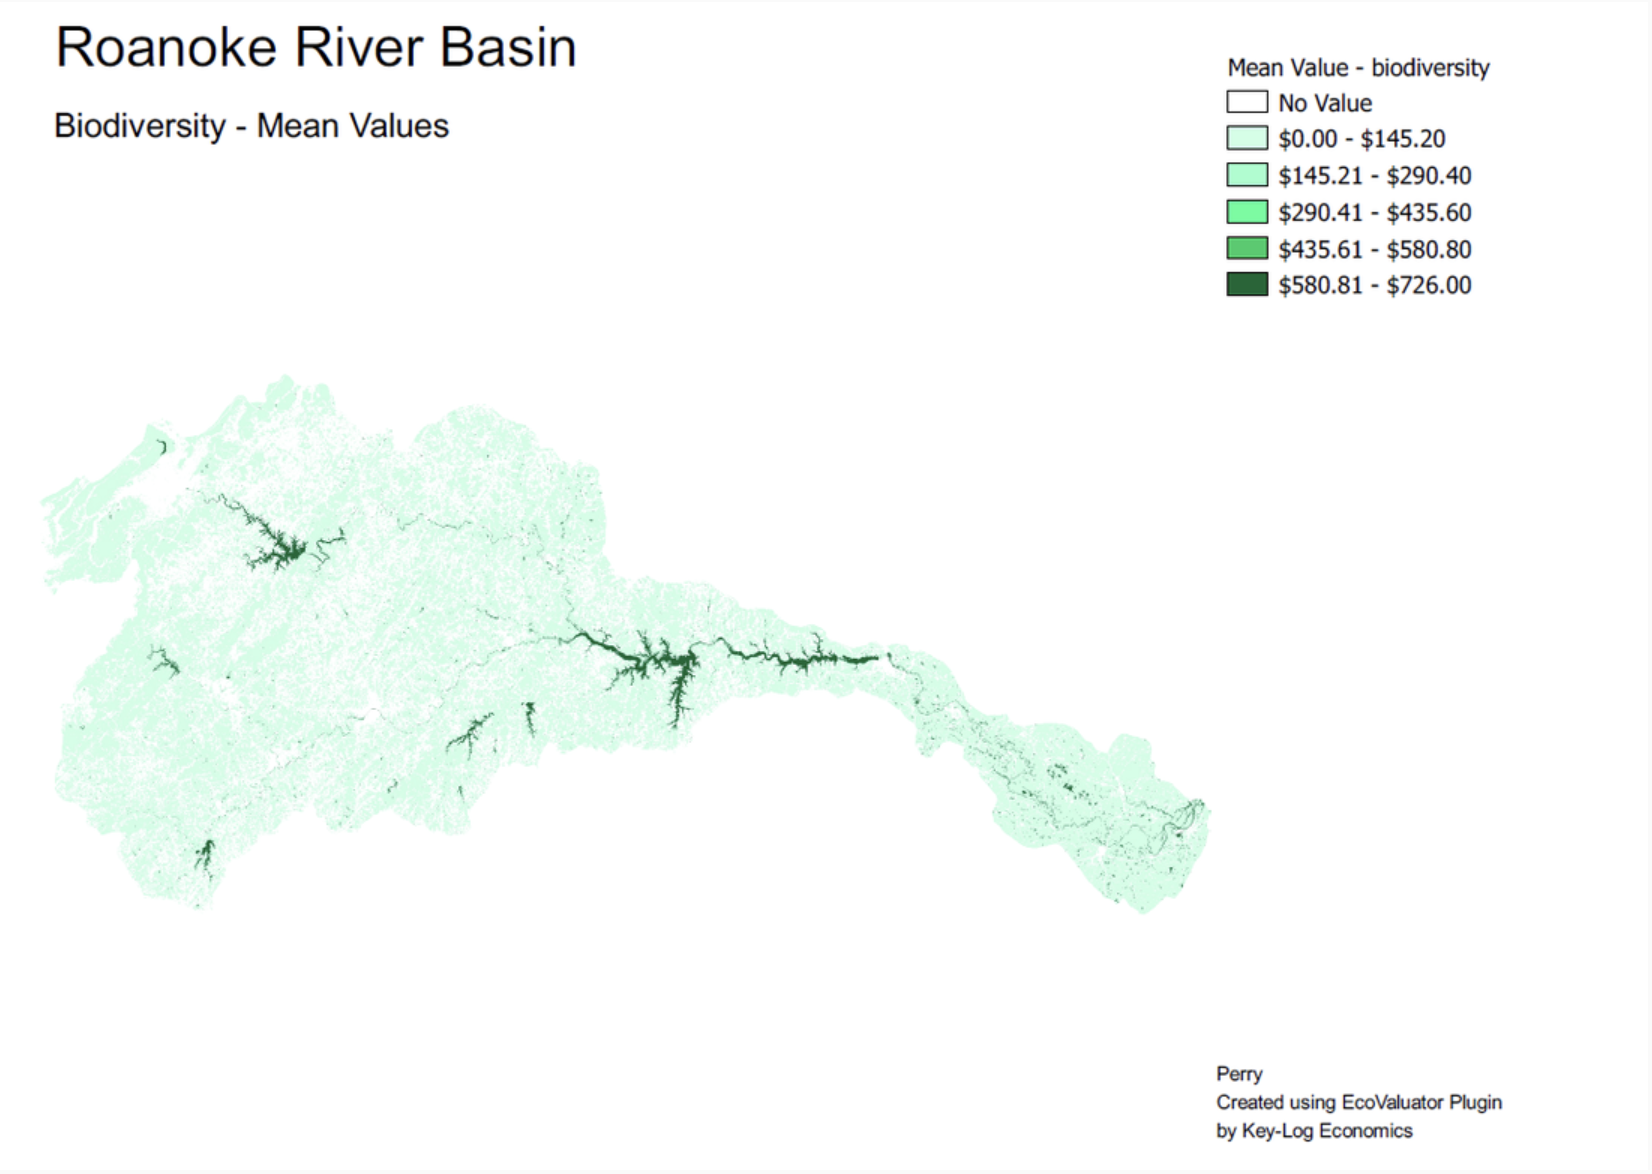 Roanoke River Basin
Biodiversity - Mean Values
Mean Value - biodiversity
No Value
$0.00 - $145.20
$145.21 - $290.40
$290.41 - $435.60
$435.61 - $580.80
$580.81 - $726.00
Perry
Created using EcoValuator Plugin
by Key-Log Economics